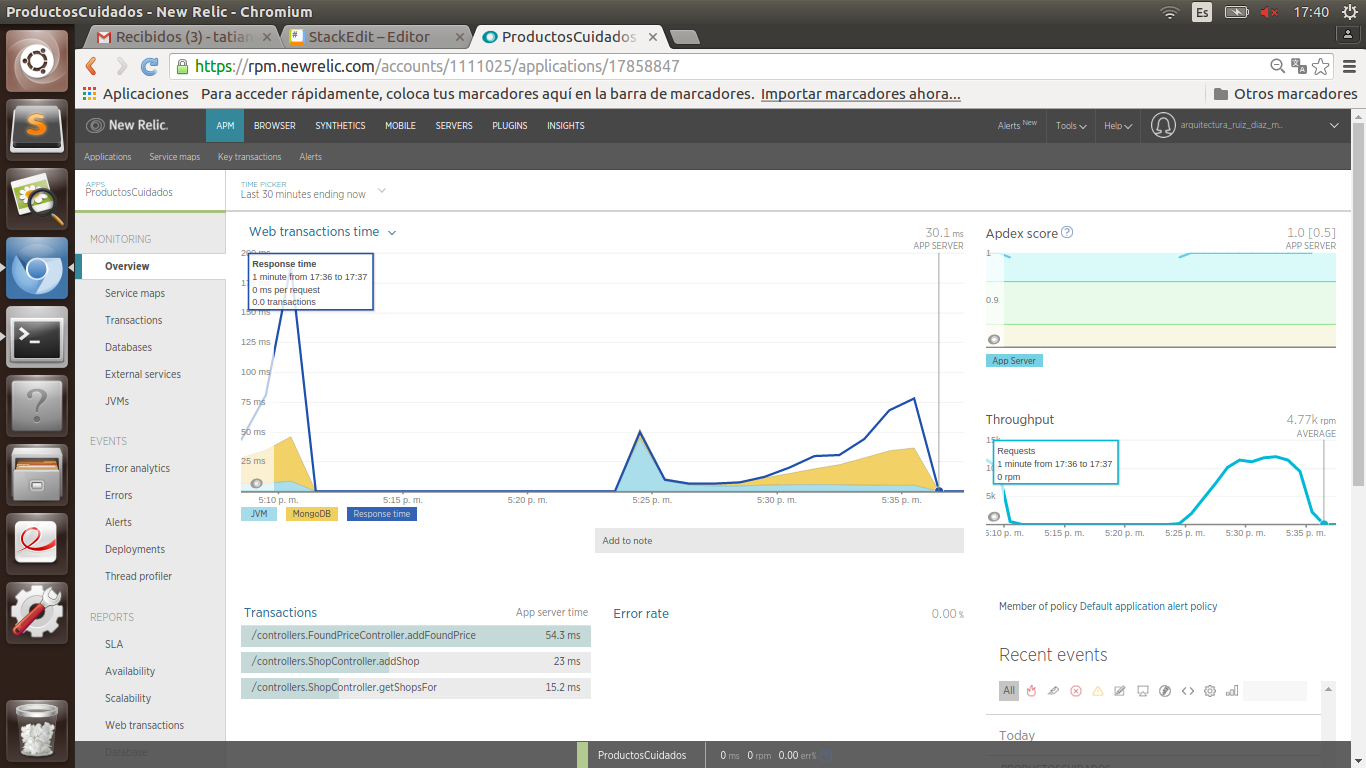 ProductosCuidados - New Relic - Chromium
Es
17:40
Recibidos (3) - tatian
StackEdit – Editor
ProductosCuidados
https://rpm.newrelic.com/accounts/1111025/applications/17858847
Aplicaciones
Para acceder rápidamente, coloca tus marcadores aquí en la barra de marcadores. Importar marcadores ahora...
Otros marcadores
New Relic.
APM BROWSER SYNTHETICS MOBILE SERVERS PLUGINS INSIGHTS
Alerts New
Tools
Help
arquitectura_ruiz_diaz_m..
Applications Service maps Key transactions Alerts
APPS
ProductosCuidados
TIME PICKER
Last 30 minutes ending now
MONITORING
Overview
Service maps
Transactions
Databases
External services
JVMs
EVENTS
Error analytics
Errors
Alerts
Deployments
Thread profiler
REPORTS
SLA
Availability
Scalability
Web transactions
Database
Web transactions time
30.1 ms
APP SERVER
Response time
1 minute from 17:36 to 17:37
0 ms per request
0.0 transactions
150 ms
125 ms
100 ms
75 ms
50 ms
25 ms
5:10 p. m. 5:15 p. m. 5:20 p. m. 5:25 p. m. 5:30 p. m. 5:35 p. m.
JVM
MongoDB
Response time
Add to note
Transactions
App server time
/controllers.FoundPriceController.addFoundPrice 54.3 ms
/controllers.ShopController.addShop 23 ms
/controllers.ShopController.getShopsFor 15.2 ms
Error rate
0.00 %
Apdex score
1.0 [0.5]
APP SERVER
1
0.9
App Server
Throughput
4.77k rpm
AVERAGE
Requests
1 minute from 17:36 to 17:37
0 rpm
5k
5:10 p. m. 5:15 p. m. 5:20 p. m. 5:25 p. m. 5:30 p. m. 5:35 p. m.
Member of policy Default application alert policy
Recent events
All
Today
ProductosCuidados
0 ms 0 rpm 0.00 err%